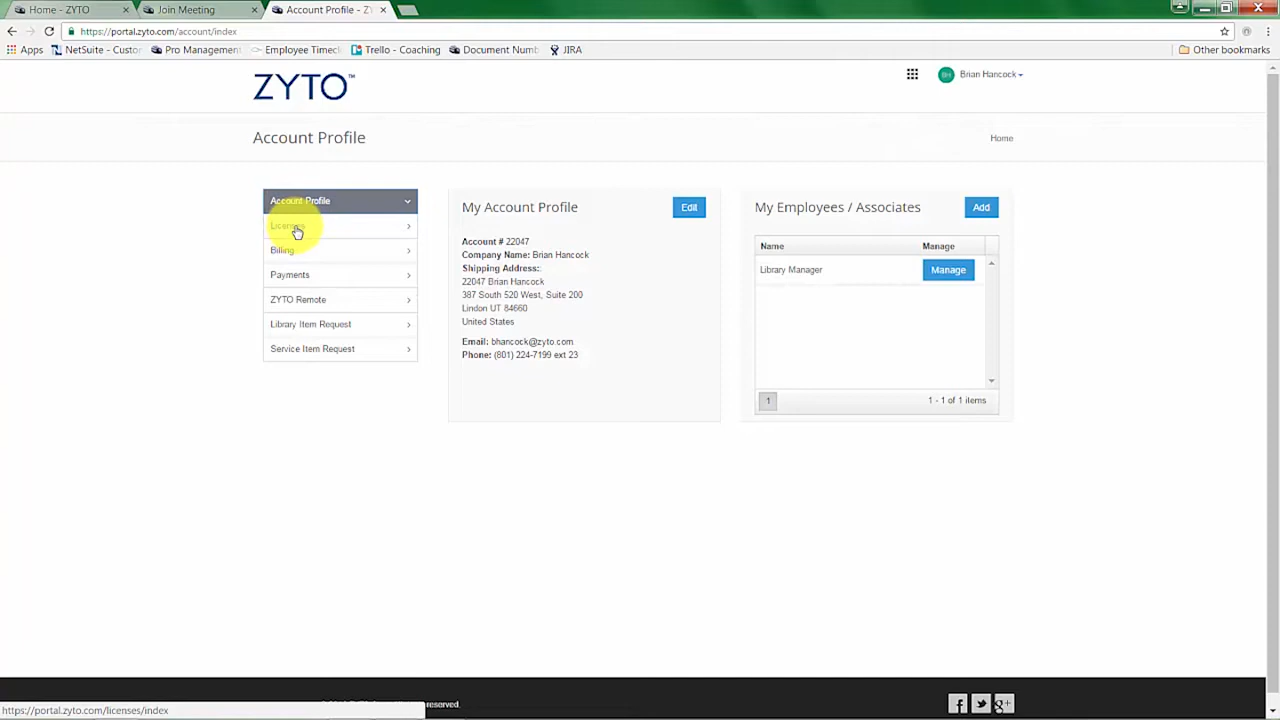 Home - ZYTO
Join Meeting
Account Profile - Z
https://portal.zyto.com/account/index
Apps
NetSuite - Custor
Pro Management
Employee Timecl
Trello - Coaching
Document Numb
JIRA
Other bookmarks
ZYTO™
BH
Brian Hancock
Account Profile
Home
Account Profile
Licenses
Billing
Payments
ZYTO Remote
Library Item Request
Service Item Request
My Account Profile
Edit
Account # 22047
Company Name: Brian Hancock
Shipping Address:
22047 Brian Hancock
387 South 520 West, Suite 200
Lindon UT 84660
United States
Email: bhancock@zyto.com
Phone: (801) 224-7199 ext 23
My Employees / Associates
Add
Name
Manage
Library Manager
Manage
1
1 - 1 of 1 items
reserved.
https://portal.zyto.com/licenses/index